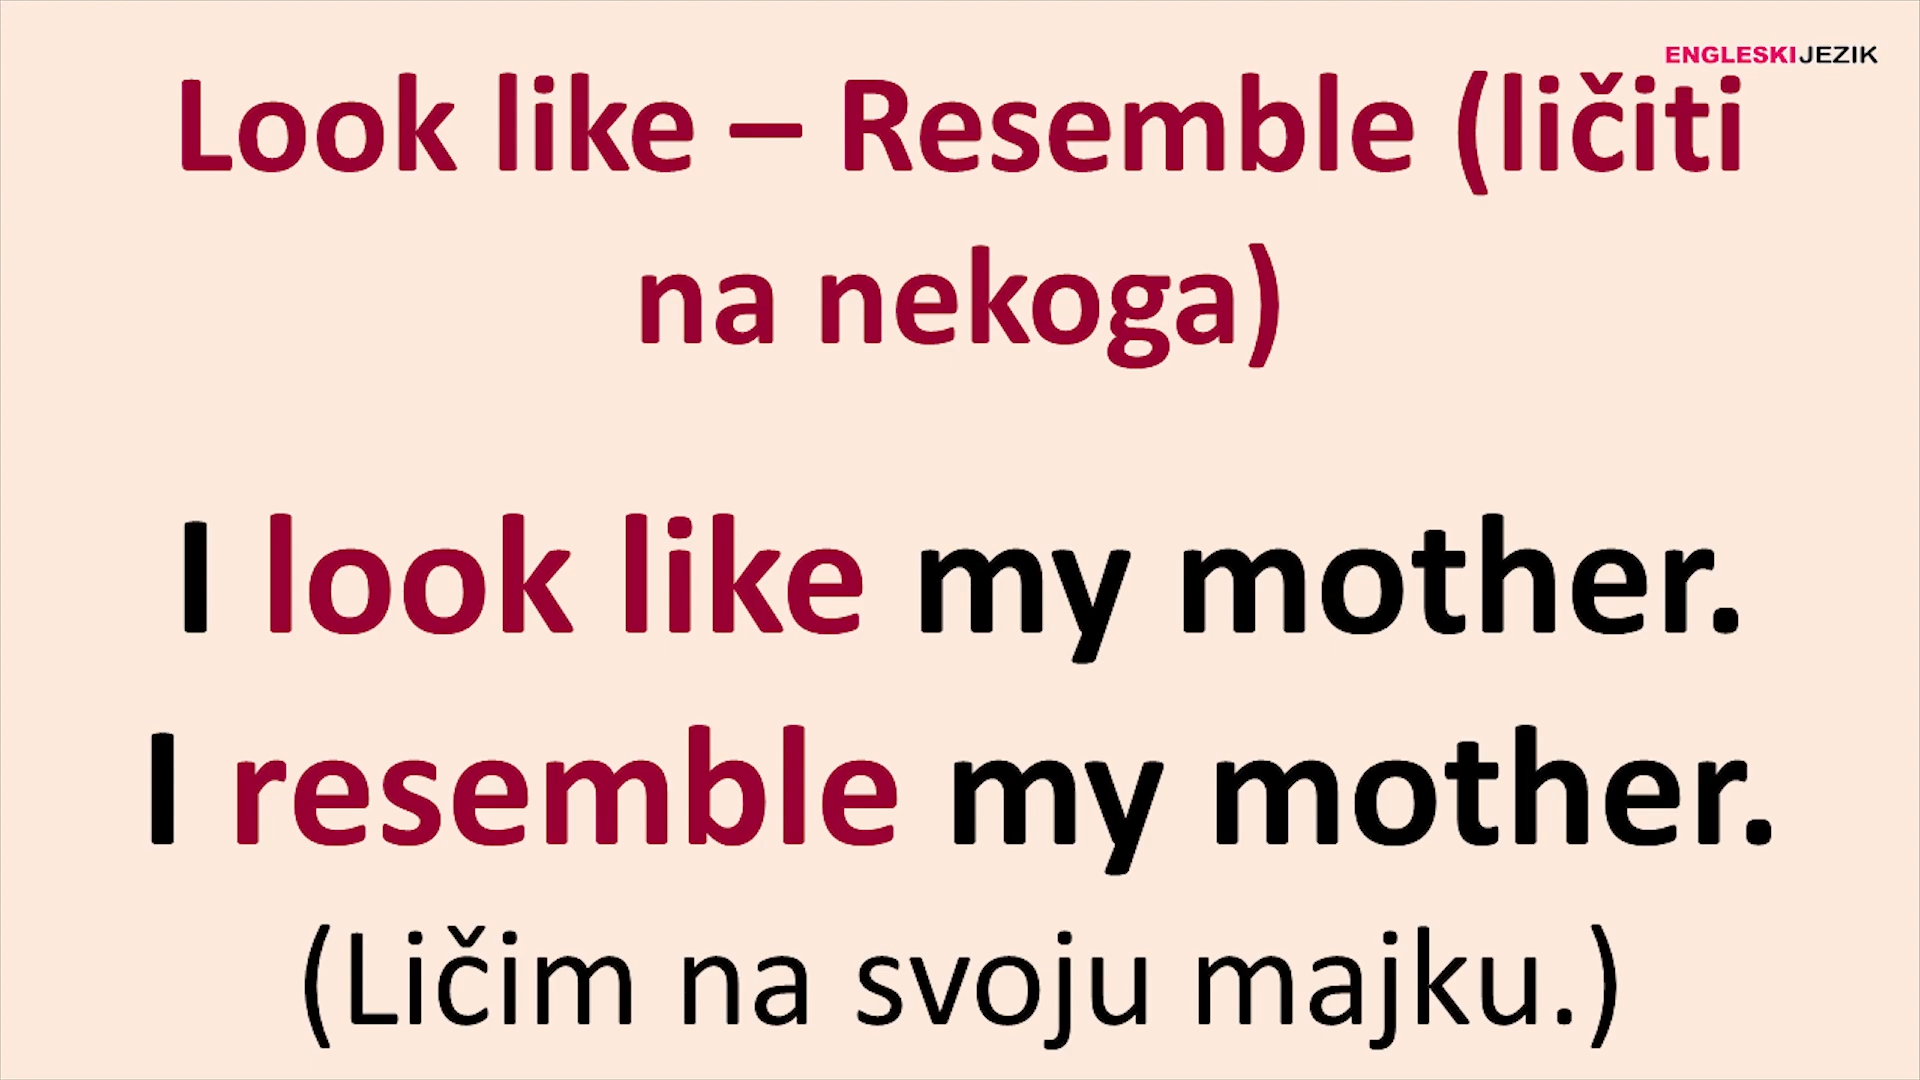 ENGLESKIJEZIK
Look like – Resemble (ličiti
na nekoga)
I look like my mother.
I resemble my mother.
(Ličim na svoju majku.)